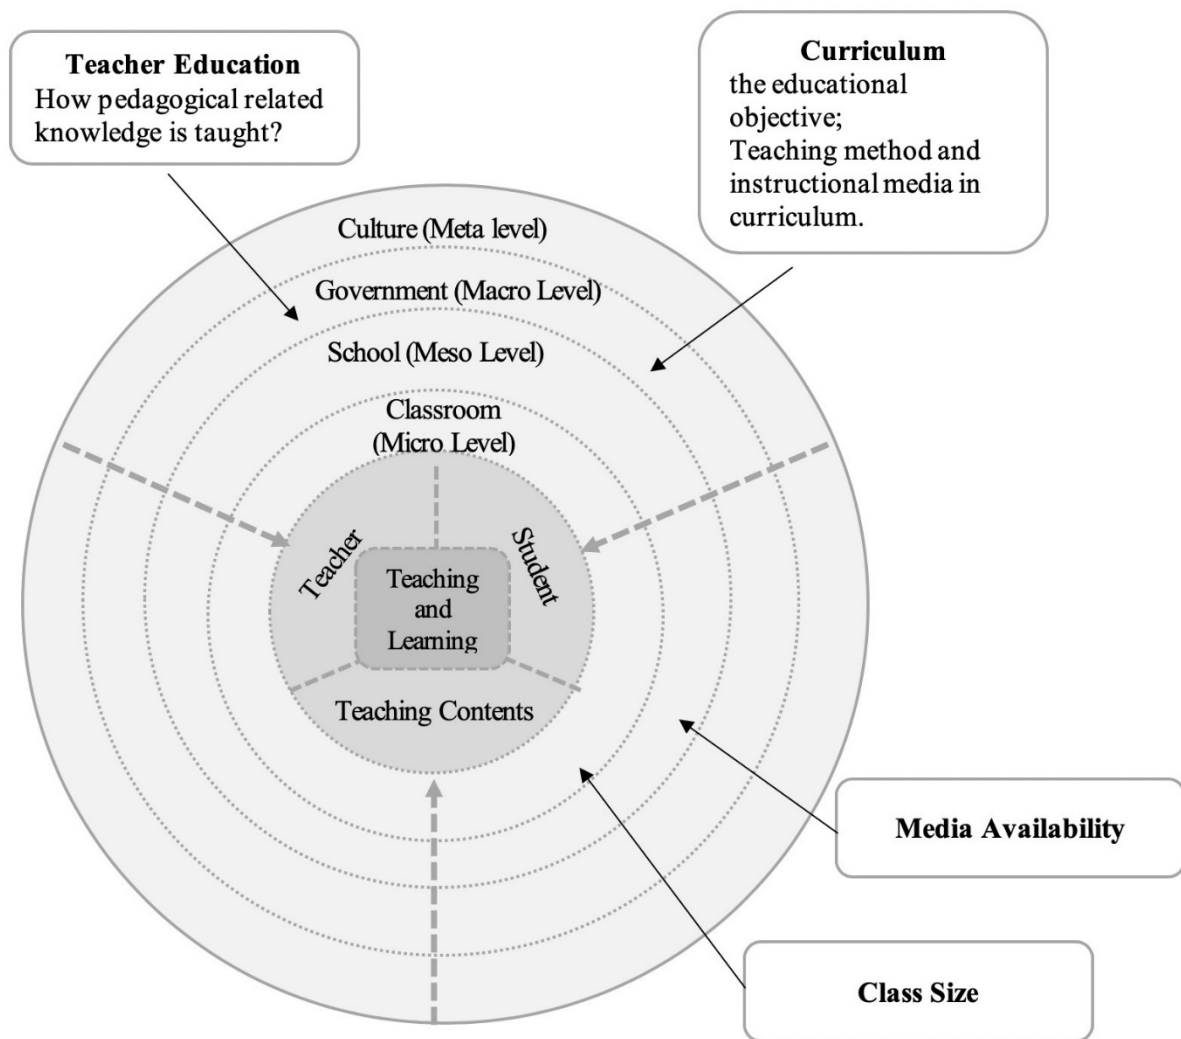 Teacher Education
How pedagogical related
knowledge is taught?
Curriculum
the educational
objective;
Teaching method and
instructional media in
curriculum.
Culture (Meta level)
Government (Macro Level)
School (Meso Level)
Classroom
(Micro Level)
Teacher
Student
Teaching
and
Learning
Teaching Contents
Media Availability
Class Size